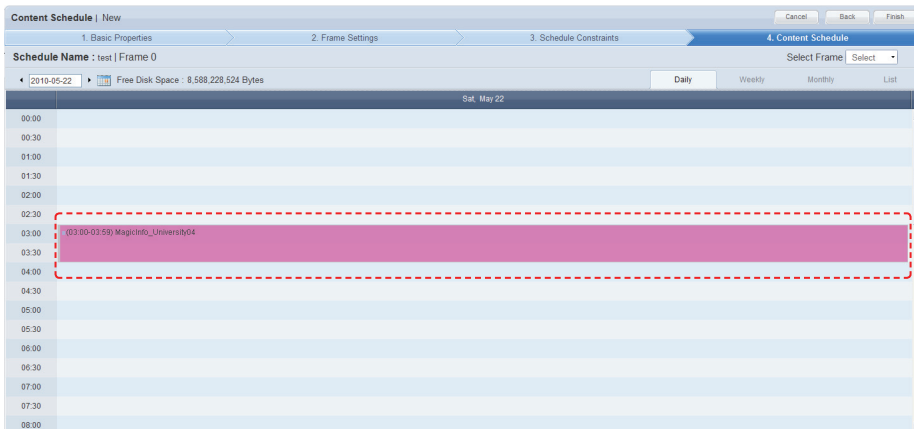 Content Schedule | New Cancel Back Finish
1. Basic Properties 2. Frame Settings 3. Schedule Constraints 4. Content Schedule
Schedule Name : test | Frame 0 Select Frame Select
2010-05-22 Free Disk Space : 8,588,228,524 Bytes Daily Weekly Monthly List
Sat, May 22
00:00
00:30
01:00
01:30
02:00
02:30
03:00 (03:00-03:59) MagicInfo_University04
03:30
04:00
04:30
05:00
05:30
06:00
06:30
07:00
07:30
08:00